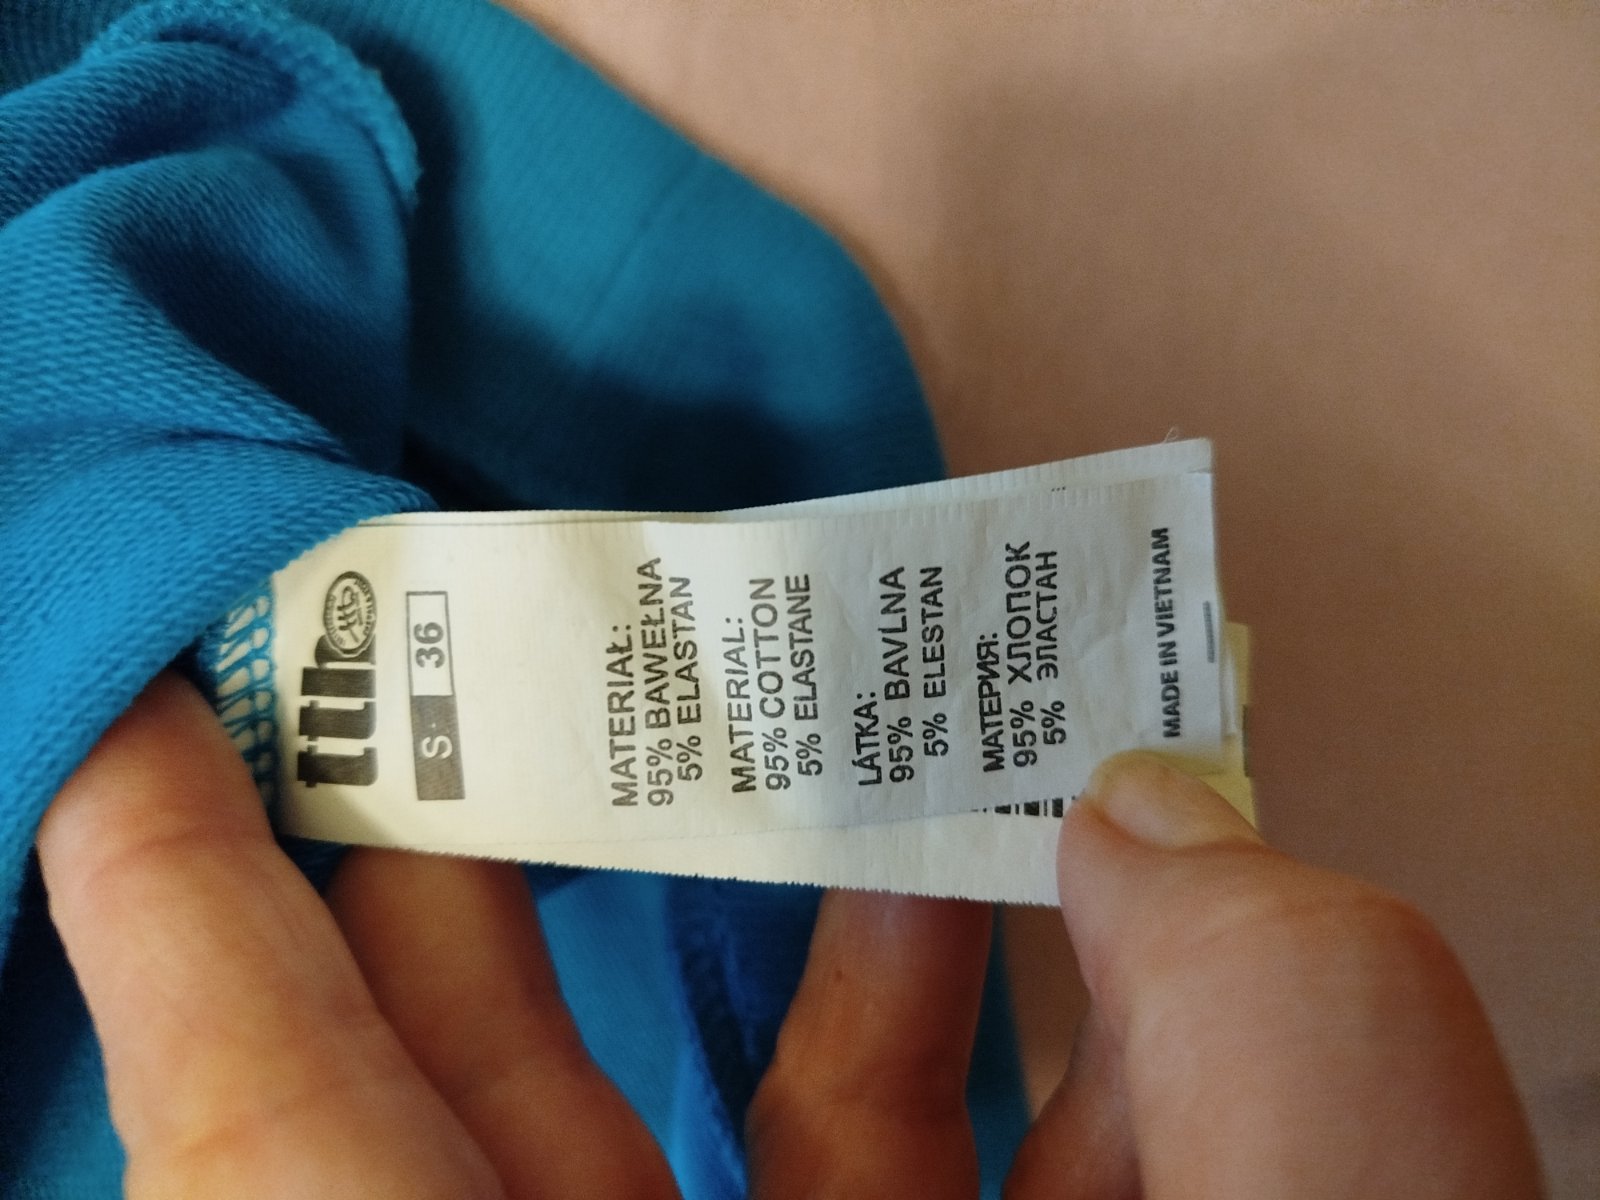 ttb
S 36
MATERIAŁ:
95% BAWEŁNA
5% ELASTAN
MATERIAL:
95% COTTON
5% ELASTANE
LÁTKA:
95% BAVLNA
5% ELESTAN
МАТЕРИЯ:
95% ХЛОПОК
5% ЭЛАСТАН
MADE IN VIETNAM